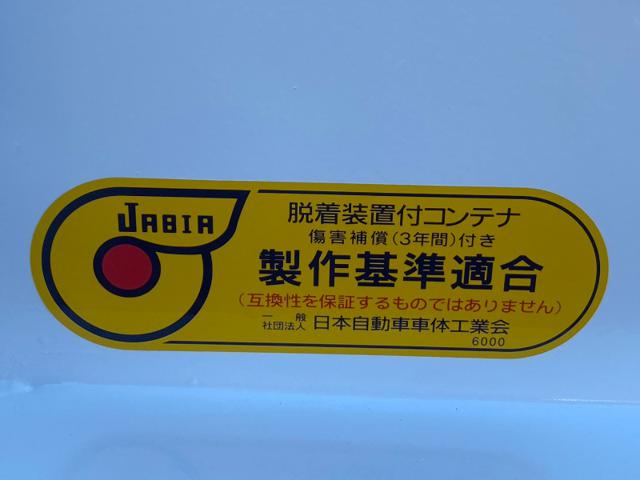 JABIA
脱着装置付コンテナ
傷害補償(3年間)付き
製作基準適合
(互換性を保証するものではありません)
一般社団法人 日本自動車車体工業会
6000